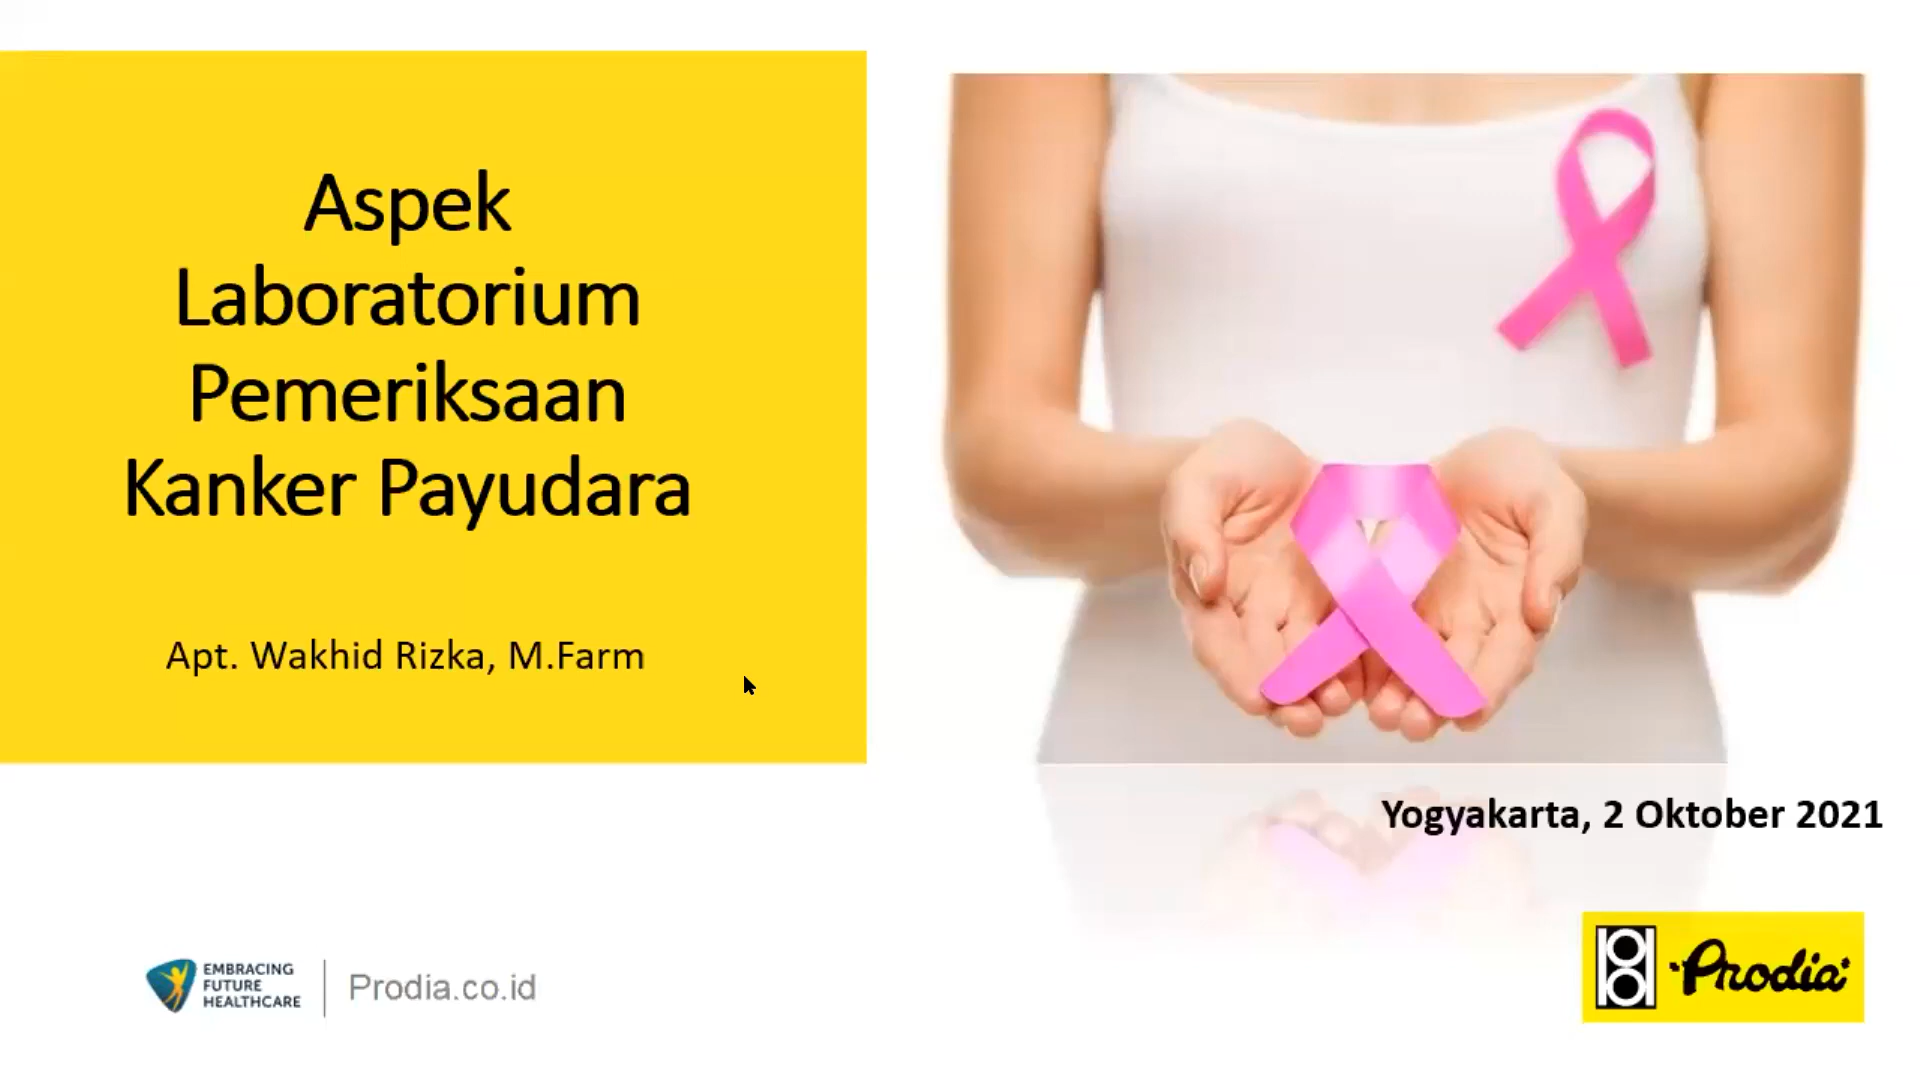 Aspek
Laboratorium
Pemeriksaan
Kanker Payudara
Apt. Wakhid Rizka, M.Farm
Yogyakarta, 2 Oktober 2021
EMBRACING
FUTURE
HEALTHCARE
Prodia.co.id
Prodia